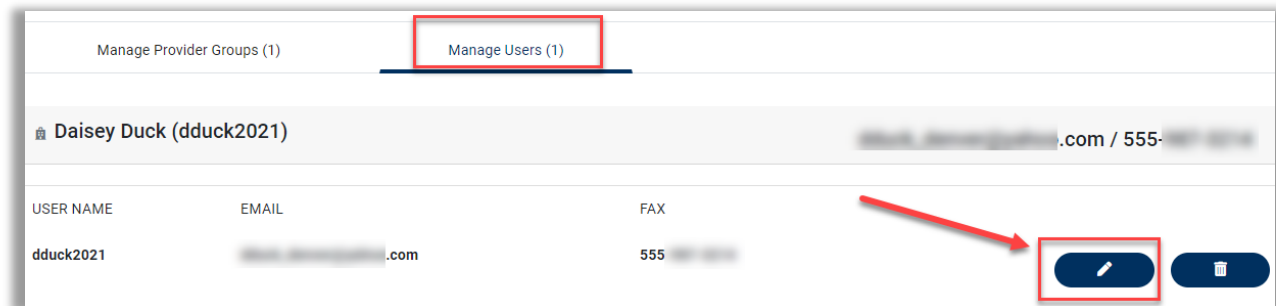 Manage Provider Groups (1) Manage Users (1)
Daisey Duck (dduck2021) .com / 555-
USER NAME EMAIL FAX
dduck2021 .com 555